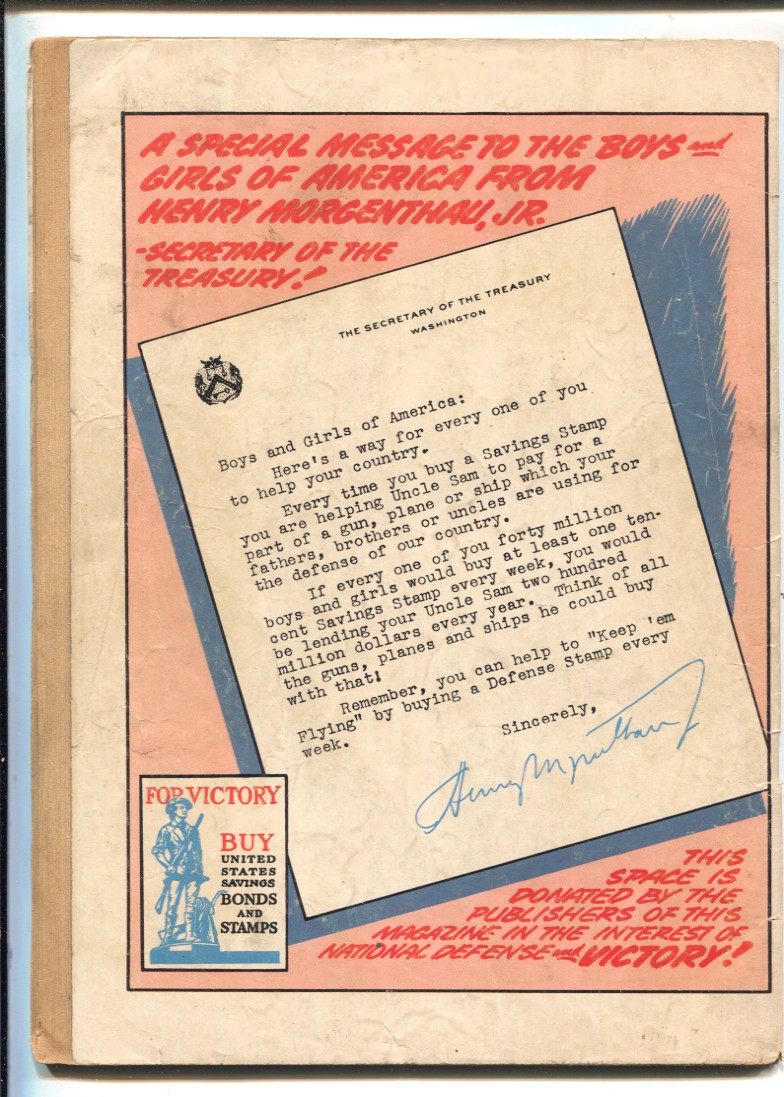 A SPECIAL MESSAGE TO THE BOYS and
GIRLS OF AMERICA FROM
HENRY MORGENTHAU, JR.
-SECRETARY OF THE
TREASURY!
THE SECRETARY OF THE TREASURY
WASHINGTON
Boys and Girls of America:
Here's a way for every one of you
to help your country.
Every time you buy a Savings Stamp
you are helping Uncle Sam to pay for a
part of a gun, plane or ship which your
fathers, brothers or uncles are using for
the defense of our country.
If every one of you forty million
boys and girls would buy at least one ten-
cent Savings Stamp every week, you would
be lending your Uncle Sam two hundred
million dollars every year. Think of all
the guns, planes and ships he could buy
with that!
Remember, you can help to "Keep 'em
Flying" by buying a Defense Stamp every
week.
Sincerely,
Henry Morgenthau Jr
FOR VICTORY
BUY
UNITED
STATES
SAVINGS
BONDS
AND
STAMPS
THIS
SPACE IS
DONATED BY THE
PUBLISHERS OF THIS
MAGAZINE IN THE INTEREST OF
NATIONAL DEFENSE and VICTORY!